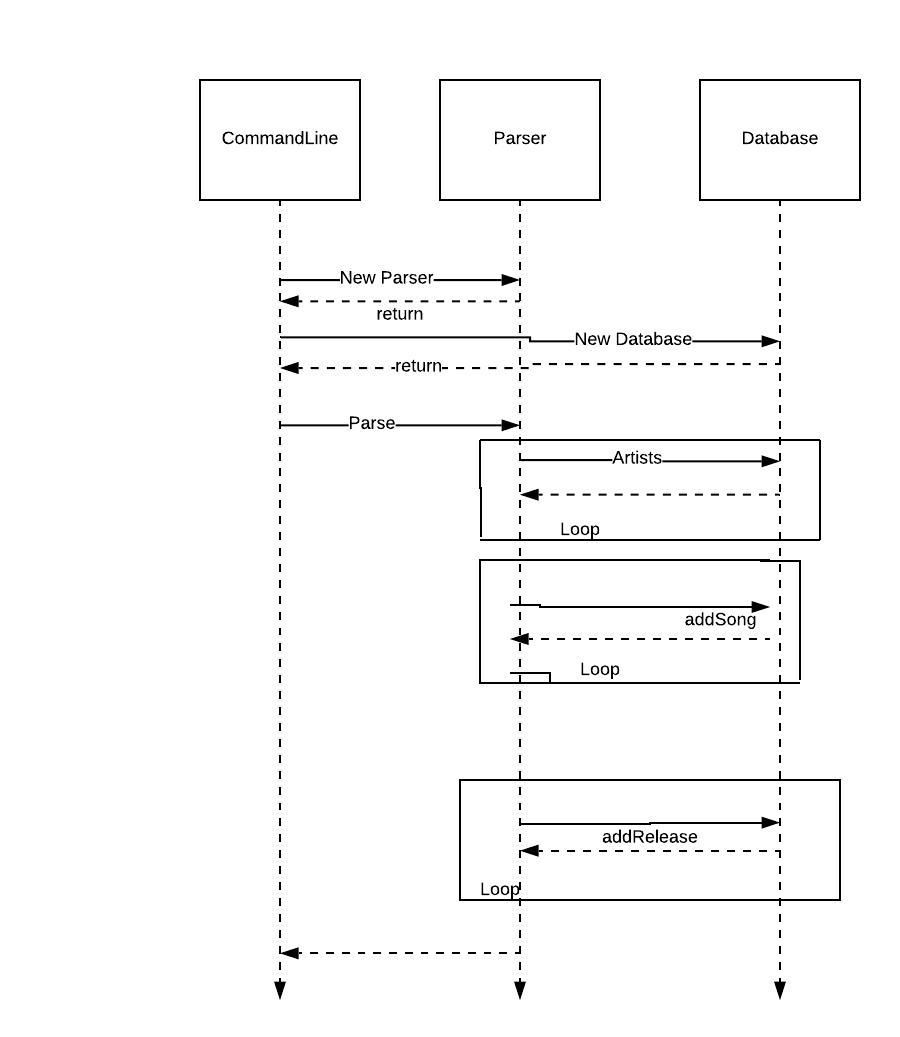 CommandLine
Parser
Database
New Parser
return
New Database
return
Parse
Artists
Loop
addSong
Loop
addRelease
Loop